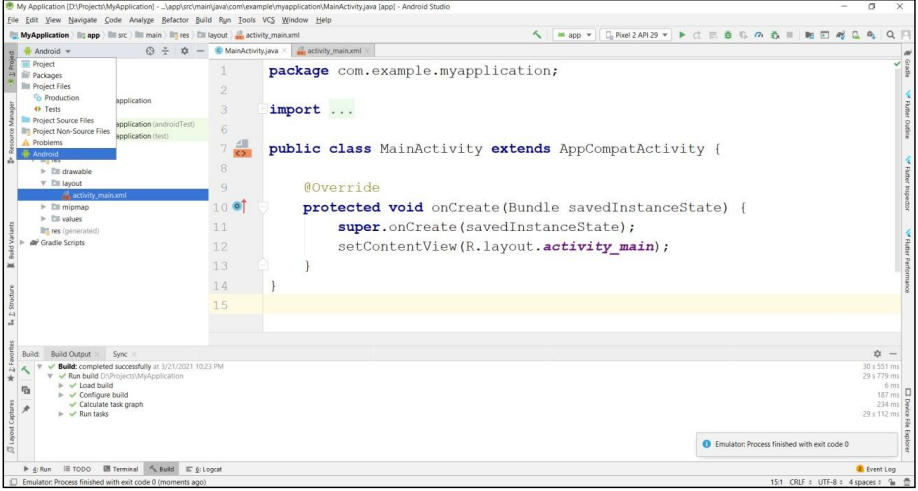 My Application [D:\Projects\MyApplication] - ...\app\src\main\java\com\example\myapplication\MainActivity.java [app] - Android Studio
File Edit View Navigate Code Analyze Refactor Build Run Tools VCS Window Help
MyApplication app src main res layout activity_main.xml
app Pixel 2 API 29
Android
MainActivity.java
activity_main.xml
Project
Packages
Project Files
Production
Tests
Project Source Files
Project Non-Source Files
Problems
Android
application
application (androidTest)
application (test)
res
drawable
layout
activity_main.xml
mipmap
values
res (generated)
Gradle Scripts
1 package com.example.myapplication;
2
3 import ...
6
7 public class MainActivity extends AppCompatActivity {
8
9 @Override
10 protected void onCreate(Bundle savedInstanceState) {
11 super.onCreate(savedInstanceState);
12 setContentView(R.layout.activity_main);
13 }
14 }
15
1: Project
Resource Manager
Build Variants
Z: Structure
2: Favorites
Layout Captures
Gradle
Flutter Outline
Flutter Inspector
Flutter Performance
Device File Explorer
Build: Build Output Sync
Build: completed successfully at 3/21/2021 10:23 PM 30 s 551 ms
Run build D:\Projects\MyApplication 29 s 779 ms
Load build 6 ms
Configure build 187 ms
Calculate task graph 234 ms
Run tasks 29 s 112 ms
Emulator: Process finished with exit code 0
4: Run TODO Terminal Build 6: Logcat
2 Event Log
Emulator: Process finished with exit code 0 (moments ago)
15:1 CRLF UTF-8 4 spaces